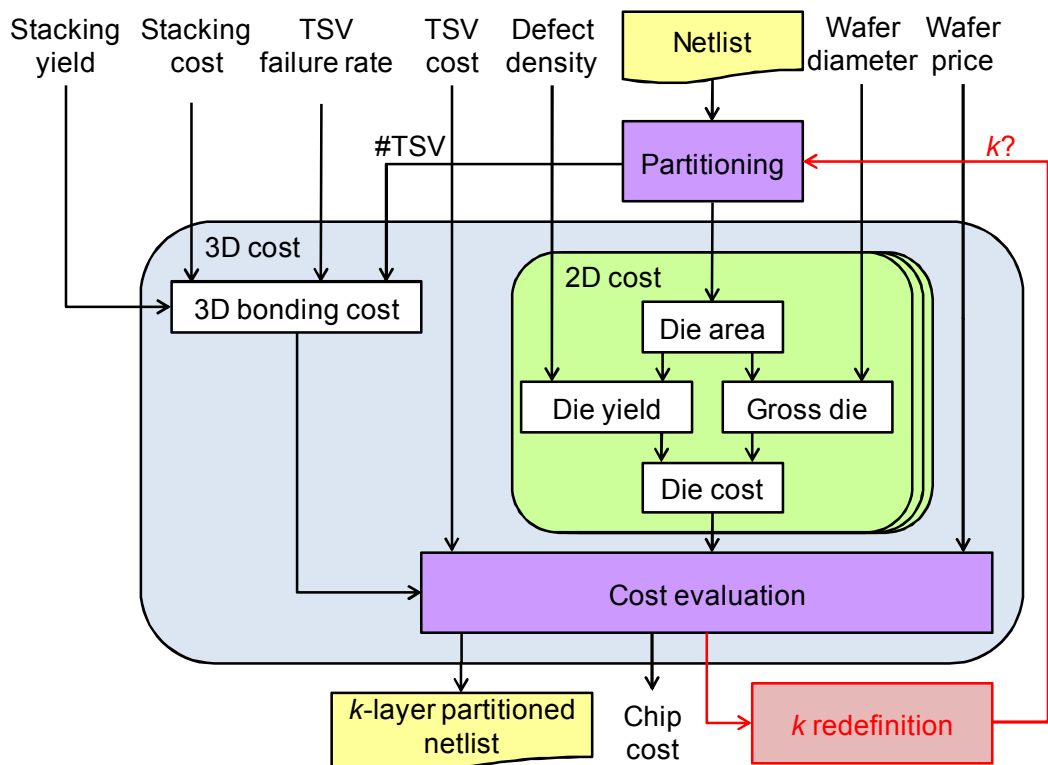 Stacking
yield
Stacking
cost
TSV
failure rate
TSV
cost
Defect
density
Netlist
Wafer
diameter
Wafer
price
#TSV
Partitioning
k?
3D cost
2D cost
3D bonding cost
Die area
Die yield
Gross die
Die cost
Cost evaluation
k-layer partitioned
netlist
Chip
cost
k redefinition